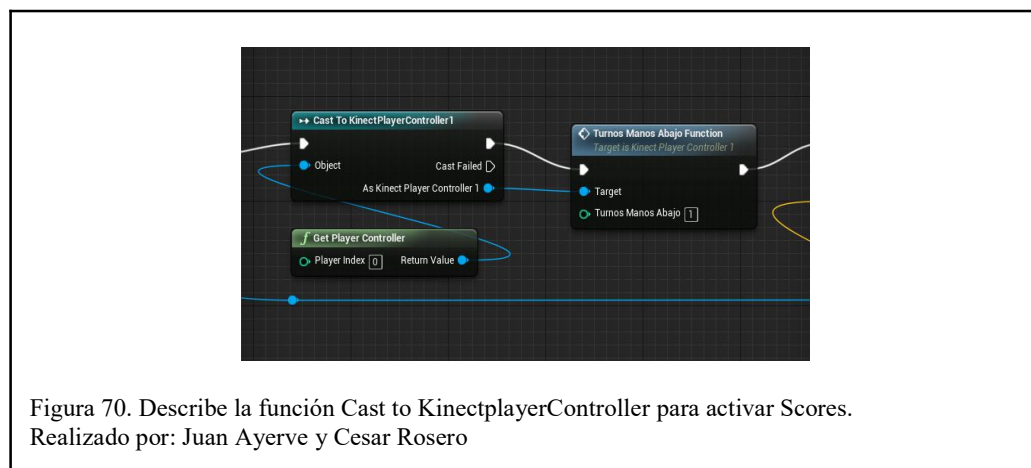 Cast To KinectPlayerController1
Object
Cast Failed
As Kinect Player Controller 1
Get Player Controller
Player Index 0
Return Value
Turnos Manos Abajo Function
Target is Kinect Player Controller 1
Target
Turnos Manos Abajo 1
Figura 70. Describe la función Cast to KinectplayerController para activar Scores.
Realizado por: Juan Ayerve y Cesar Rosero